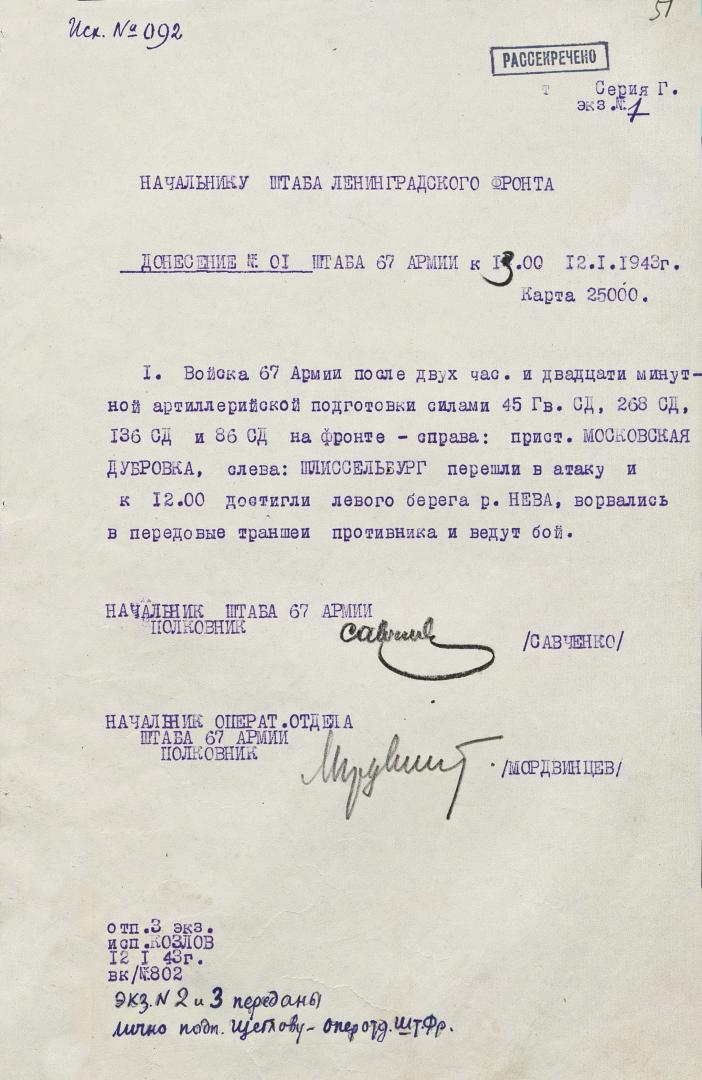 51
Исх. № 092
РАССЕКРЕЧЕНО
т Серия Г.
экз.№ 1
НАЧАЛЬНИКУ ШТАБА ЛЕНИНГРАДСКОГО ФРОНТА
ДОНЕСЕНИЕ № 01 ШТАБА 67 АРМИИ к 13.00 12.I.1943г.
Карта 25000.
I. Войска 67 Армии после двух час. и двадцати минут-
ной артиллерийской подготовки силами 45 Гв. СД, 268 СД,
136 СД и 86 СД на фронте - справа: прист. МОСКОВСКАЯ
ДУБРОВКА, слева: ШЛИССЕЛЬБУРГ перешли в атаку и
к 12.00 достигли левого берега р. НЕВА, ворвались
в передовые траншеи противника и ведут бой.
НАЧАЛЬНИК ШТАБА 67 АРМИИ
ПОЛКОВНИК
/САВЧЕНКО/
НАЧАЛЬНИК ОПЕРАТ.ОТДЕЛА
ШТАБА 67 АРМИИ
ПОЛКОВНИК
/МОРДВИНЦЕВ/
отп.3 экз.
исп.КОЗЛОВ
12 I 43г.
вк/№802
экз. N 2 и 3 переданы
лично подп. Щеглову - опер отд. ШтФр.